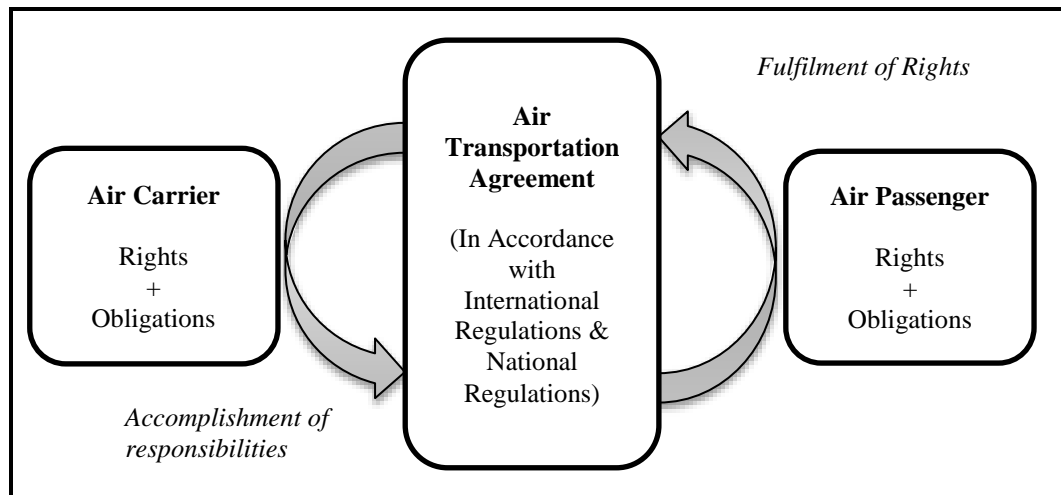 Fulfilment of Rights
Air Carrier
Rights
+
Obligations
Air
Transportation
Agreement
(In Accordance
with
International
Regulations &
National
Regulations)
Air Passenger
Rights
+
Obligations
Accomplishment of
responsibilities